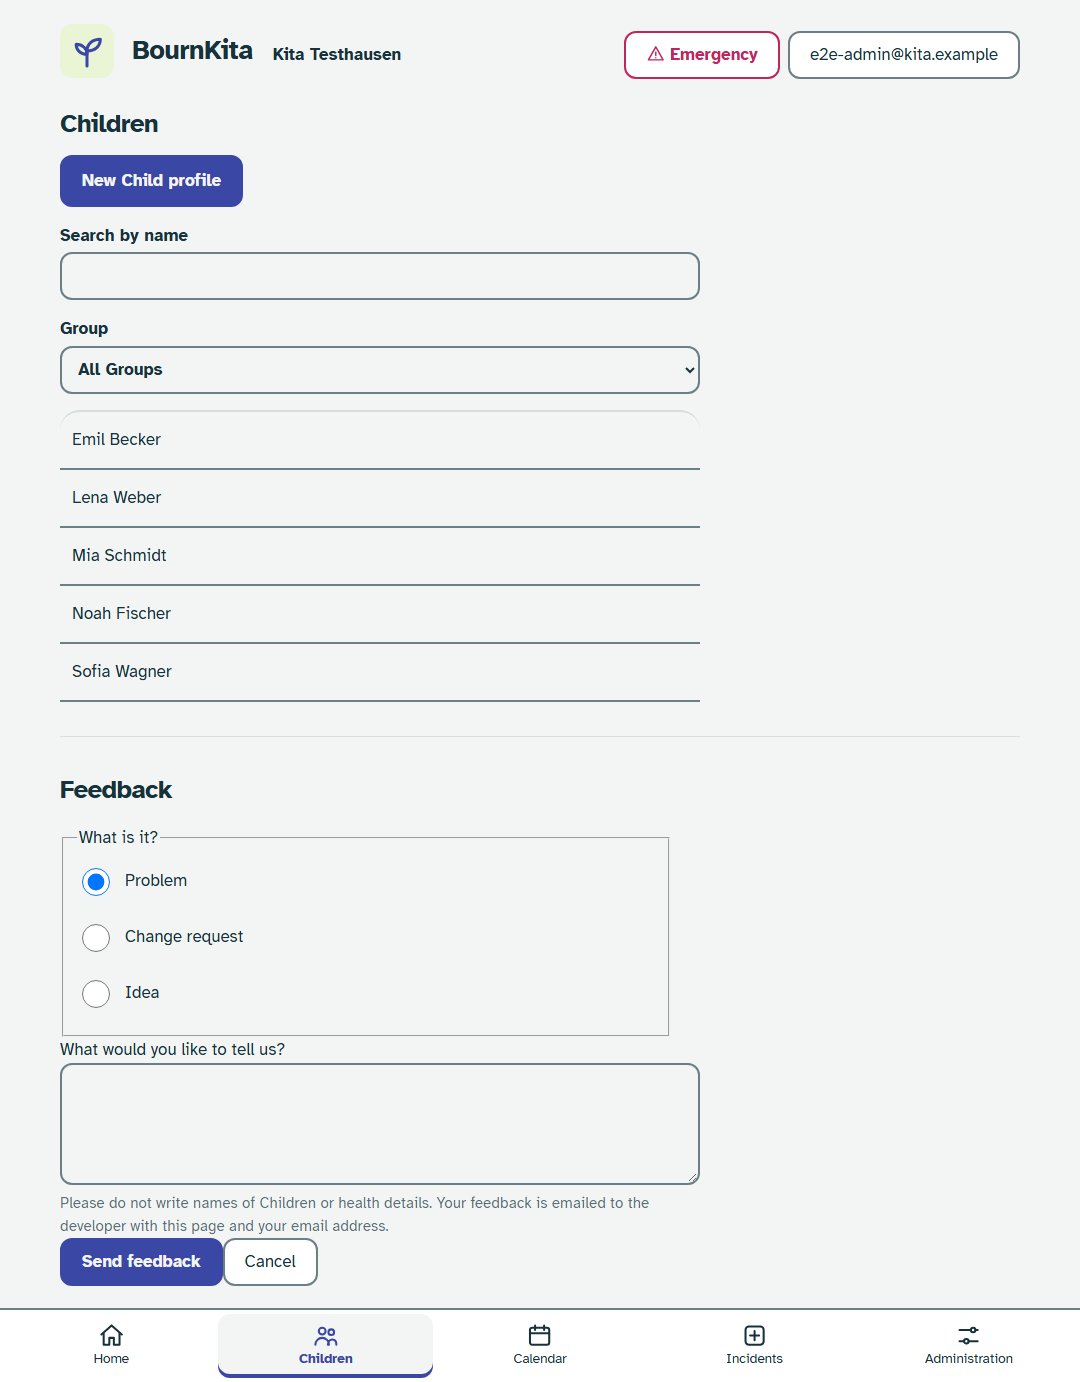 BournKita
Kita Testhausen
Emergency
e2e-admin@kita.example
Children
New Child profile
Search by name
Group
All Groups
Emil Becker
Lena Weber
Mia Schmidt
Noah Fischer
Sofia Wagner
Feedback
What is it?
Problem
Change request
Idea
What would you like to tell us?
Please do not write names of Children or health details. Your feedback is emailed to the
developer with this page and your email address.
Send feedback
Cancel
Home
Children
Calendar
Incidents
Administration